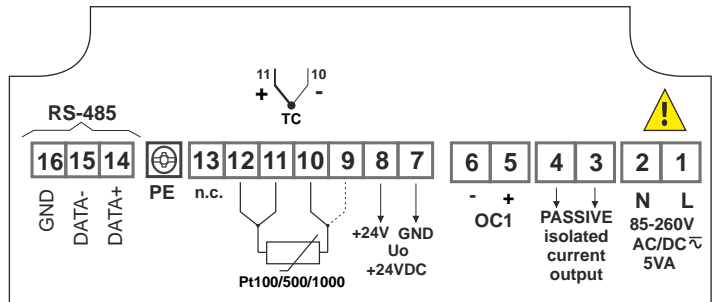 11 10
+ -
TC
RS-485
16 15 14 PE 13 12 11 10 9 8 7 6 5 4 3 2 1
GND
DATA-
DATA+
n.c.
Pt100/500/1000
+24V GND
Uo
+24VDC
- +
OC1
PASSIVE
isolated
current
output
N L
85-260V
AC/DC
5VA